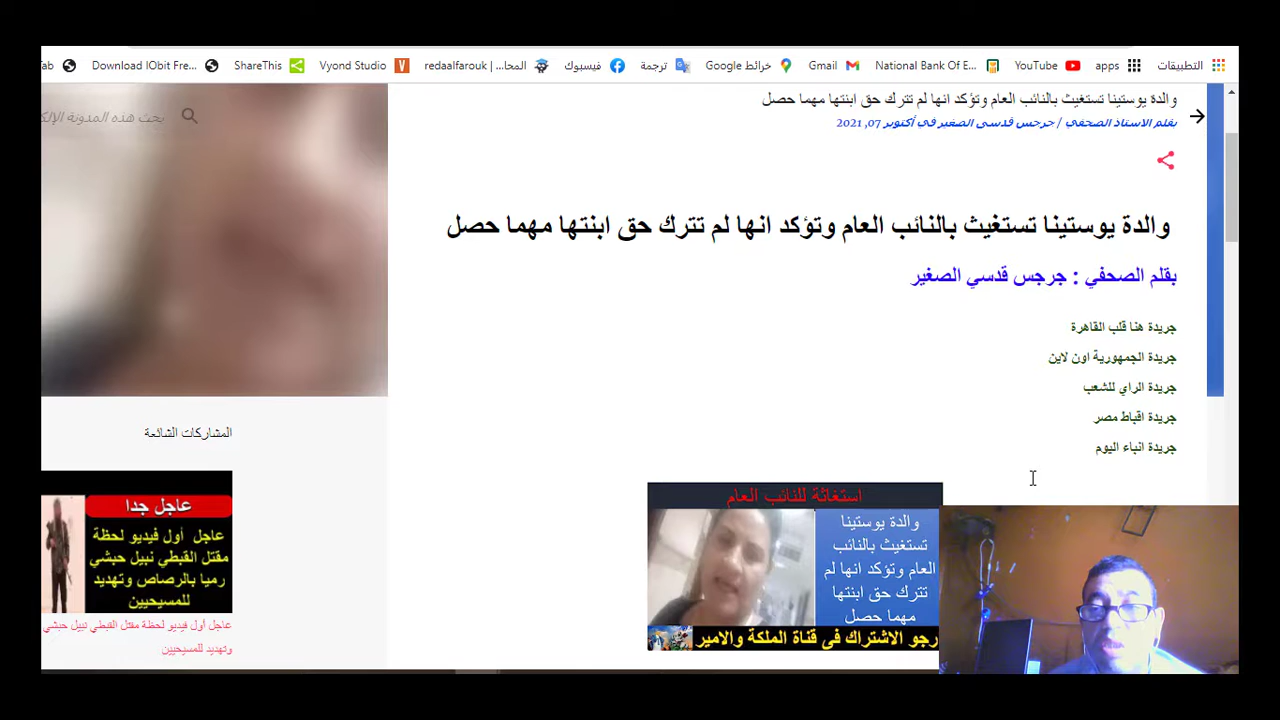 التطبيقات
apps
YouTube
National Bank Of E...
Gmail
خرائط Google
ترجمة
فيسبوك
redaalfarouk | المحا...
Vyond Studio
ShareThis
Download IObit Fre...
والدة يوستينا تستغيث بالنائب العام وتؤكد انها لم تترك حق ابنتها مهما حصل
بقلم الاستاذ الصحفي / جرجس قدسى الصغير في أكتوبر 07, 2021
بحث هذه المدونة
والدة يوستينا تستغيث بالنائب العام وتؤكد انها لم تترك حق ابنتها مهما حصل
بقلم الصحفي : جرجس قدسي الصغير
جريدة هنا قلب القاهرة
جريدة الجمهورية اون لاين
جريدة الراي للشعب
جريدة اقباط مصر
جريدة انباء اليوم
استغاثة للنائب العام
والدة يوستينا
تستغيث بالنائب
العام وتؤكد انها لم
تترك حق ابنتها
مهما حصل
رجو الاشتراك فى قناة الملكة والامير
المشاركات الشائعة
عاجل جدا
عاجل أول فيديو لحظة
مقتل القبطي نبيل حبشي
رميا بالرصاص وتهديد
للمسيحيين
عاجل أول فيديو لحظة مقتل القبطي نبيل حبشي
وتهديد للمسيحيين